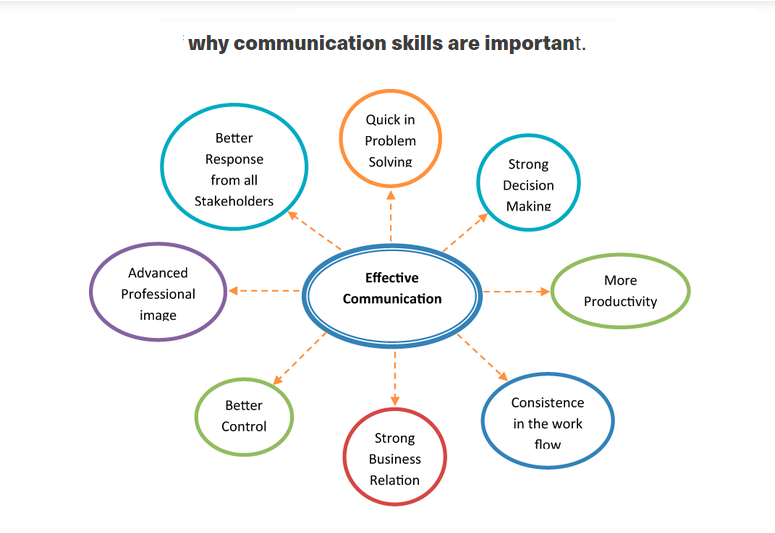 why communication skills are important.
Quick in
Problem
Solving
Better
Response
from all
Stakeholders
Strong
Decision
Making
Effective
Communication
Advanced
Professional
image
More
Productivity
Better
Control
Strong
Business
Relation
Consistence
in the work
flow